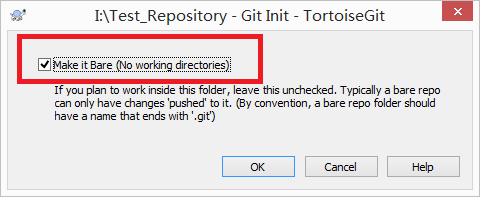 I:\Test_Repository - Git Init - TortoiseGit
Make it Bare (No working directories)
If you plan to work inside this folder, leave this unchecked. Typically a bare repo
can only have changes 'pushed' to it. (By convention, a bare repo folder should
have a name that ends with '.git')
OK Cancel Help